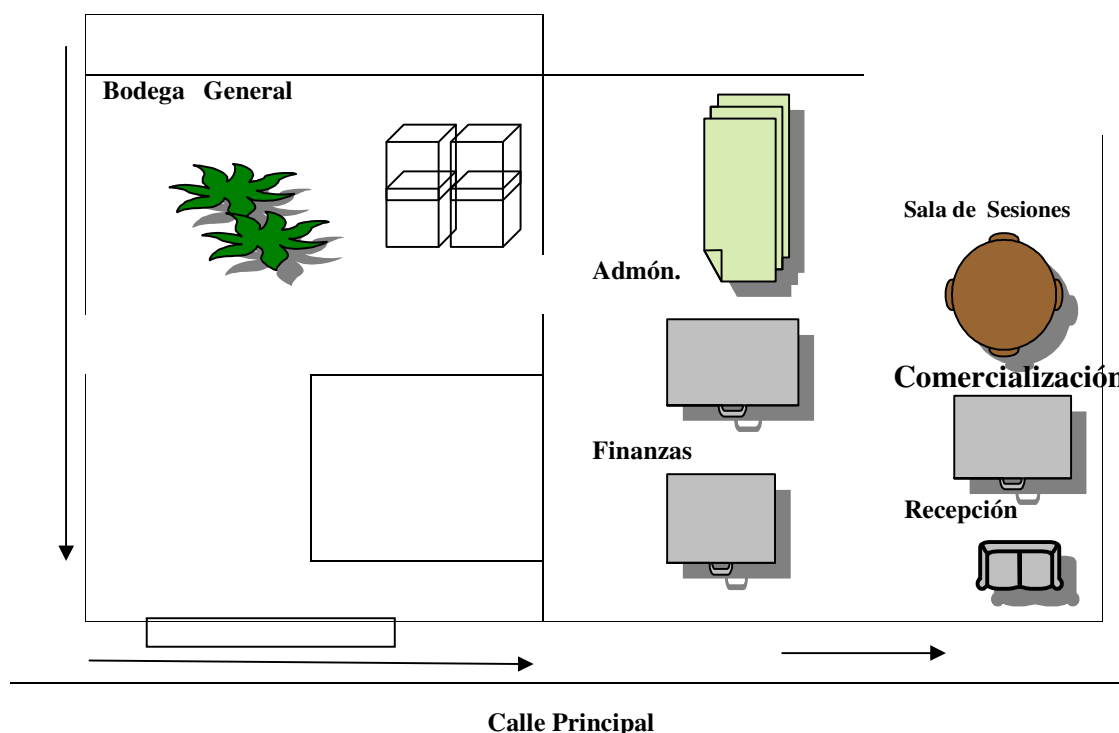 Bodega General
Sala de Sesiones
Admón.
Comercialización
Finanzas
Recepción
Calle Principal